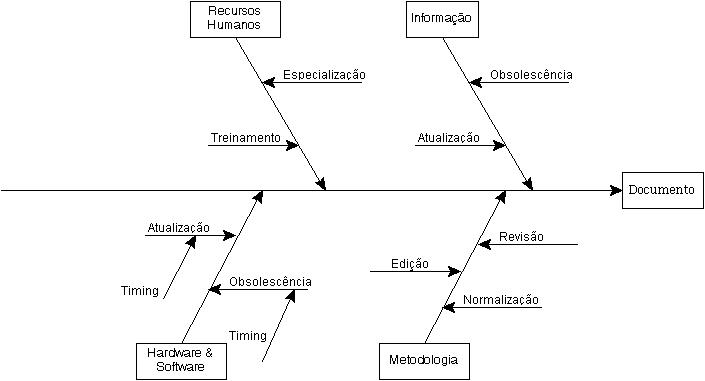 Recursos
Humanos
Informação
Especialização
Obsolescência
Treinamento
Atualização
Documento
Atualização
Revisão
Edição
Timing
Obsolescência
Normalização
Timing
Hardware &
Software
Metodologia